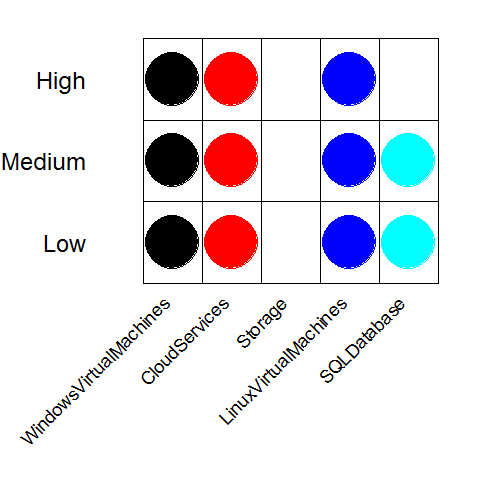 High
Medium
Low
WindowsVirtualMachines
CloudServices
Storage
LinuxVirtualMachines
SQLDatabase